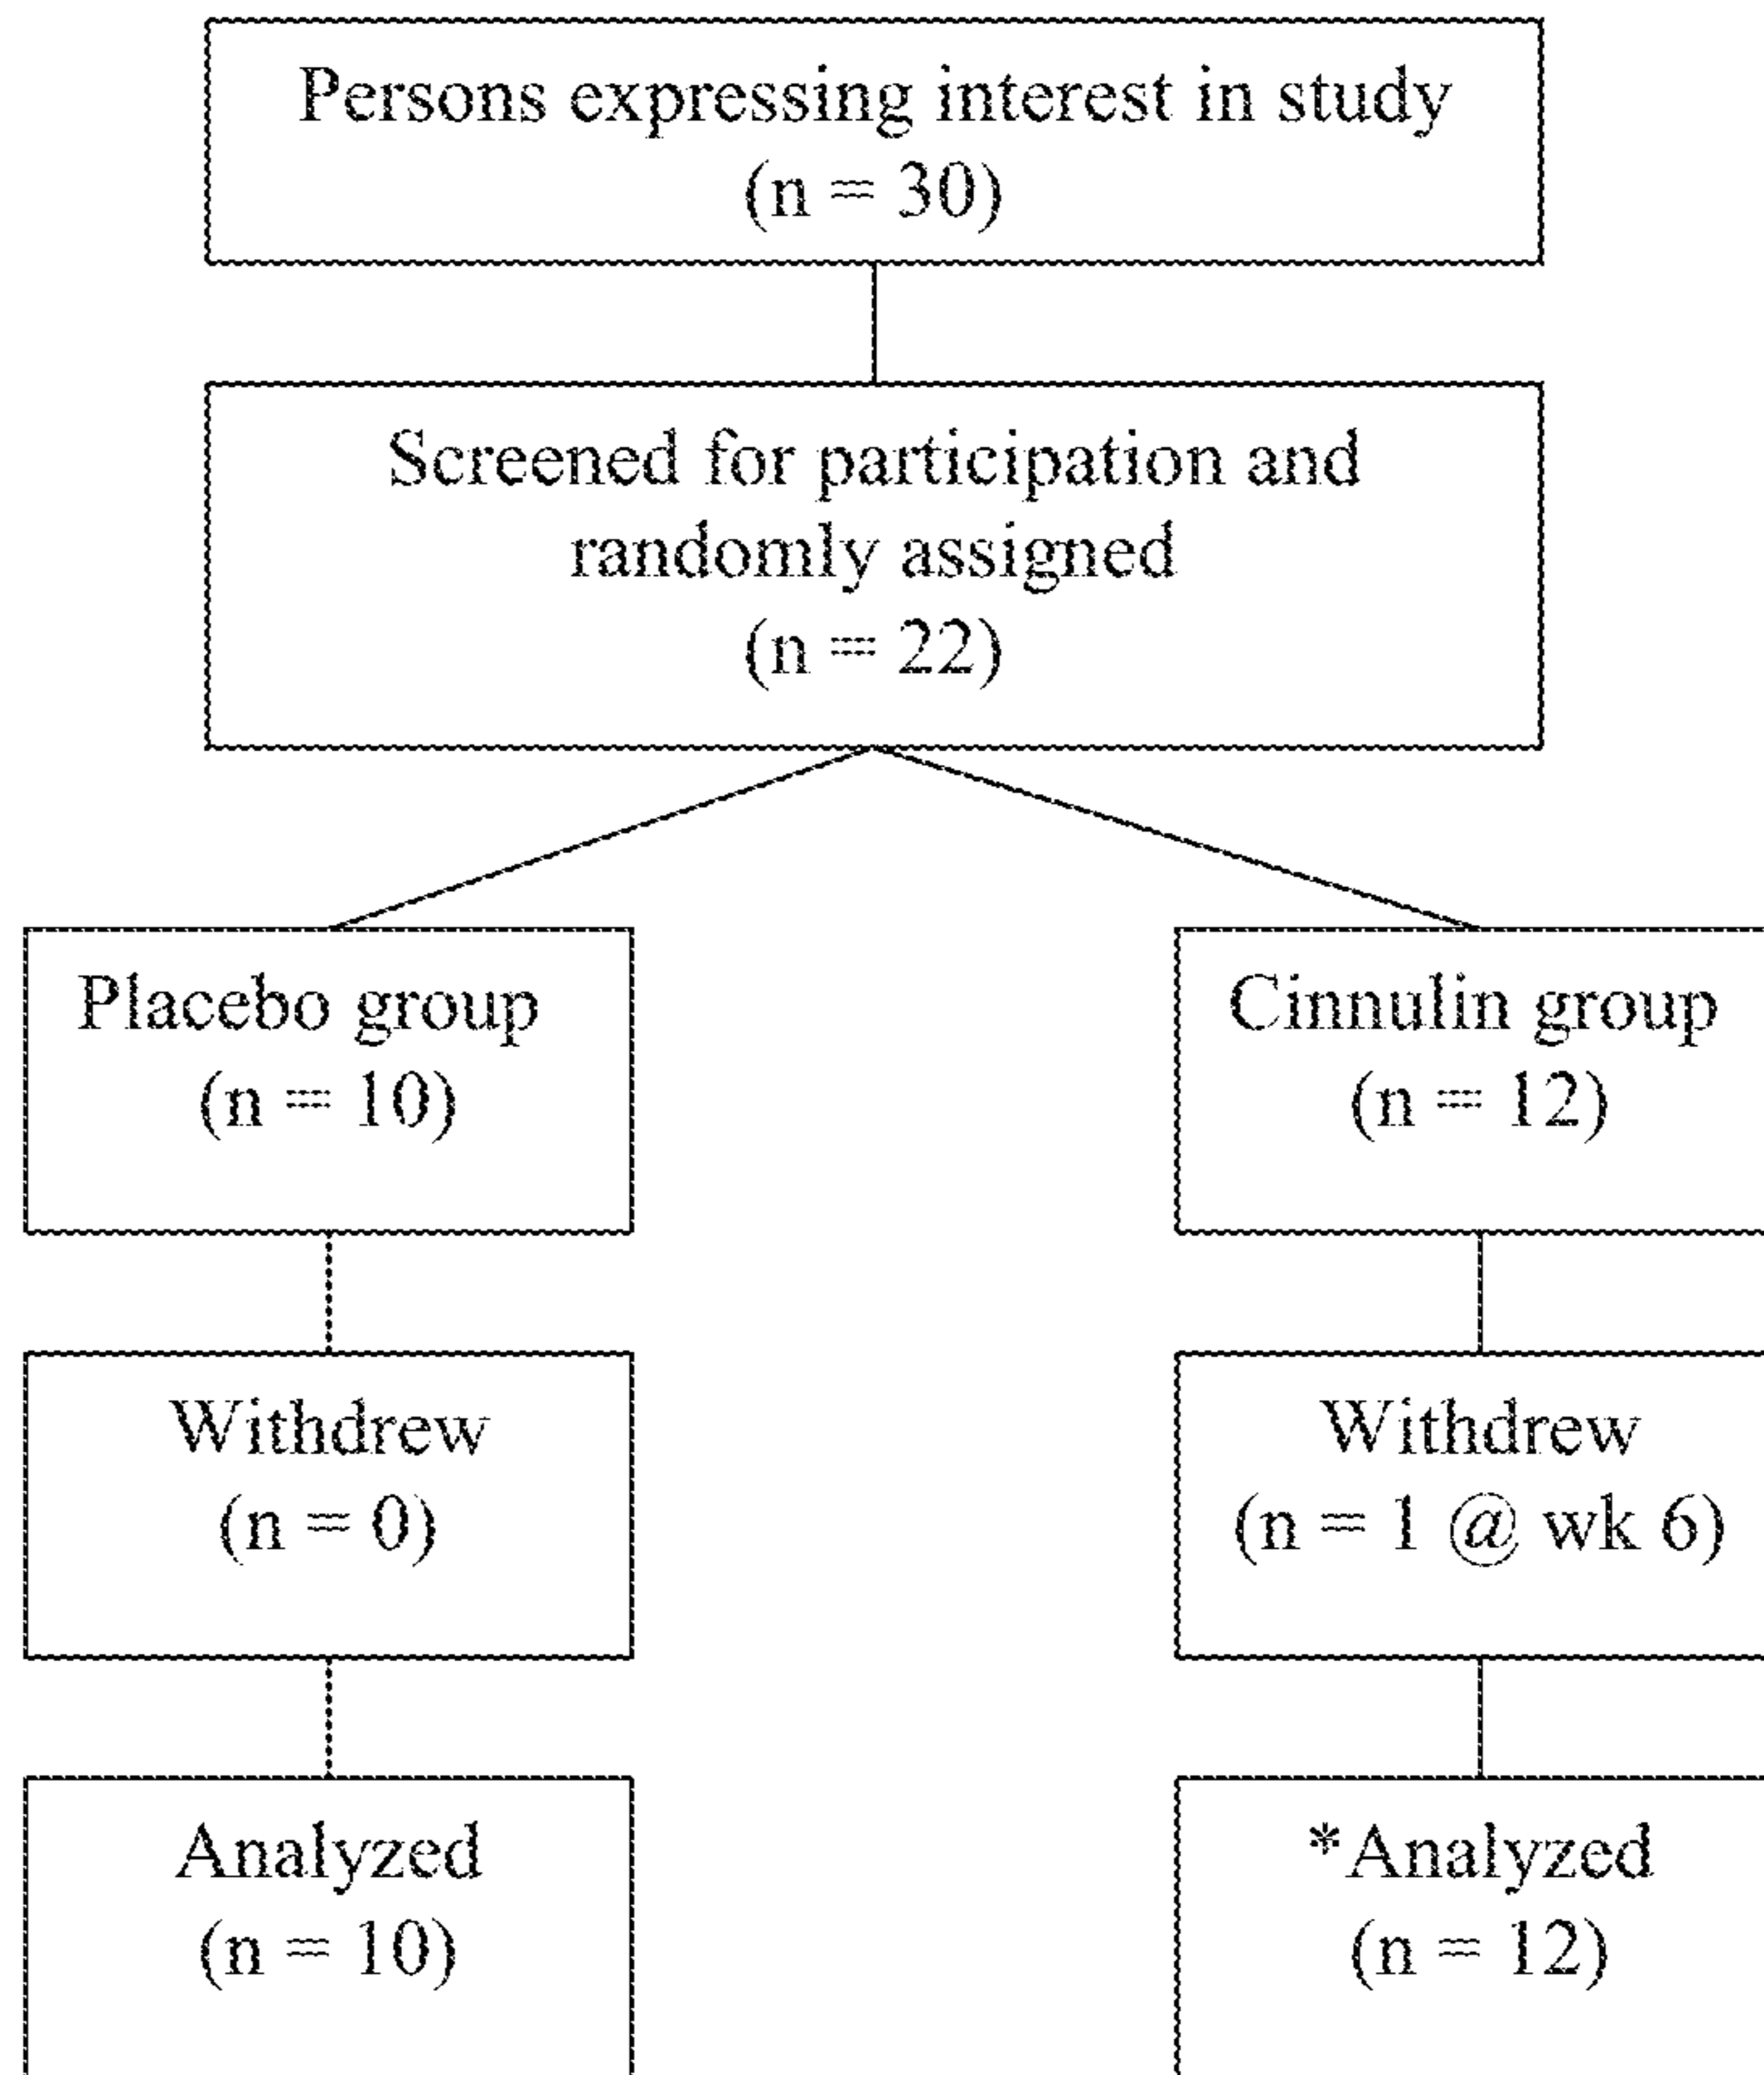 Persons expressing interest in study
(n = 30)
Screened for participation and
randomly assigned
(n = 22)
Placebo group
(n = 10)
Cinnulin group
(n = 12)
Withdrew
(n = 0)
Withdrew
(n = 1 @ wk 6)
Analyzed
(n = 10)
*Analyzed
(n = 12)